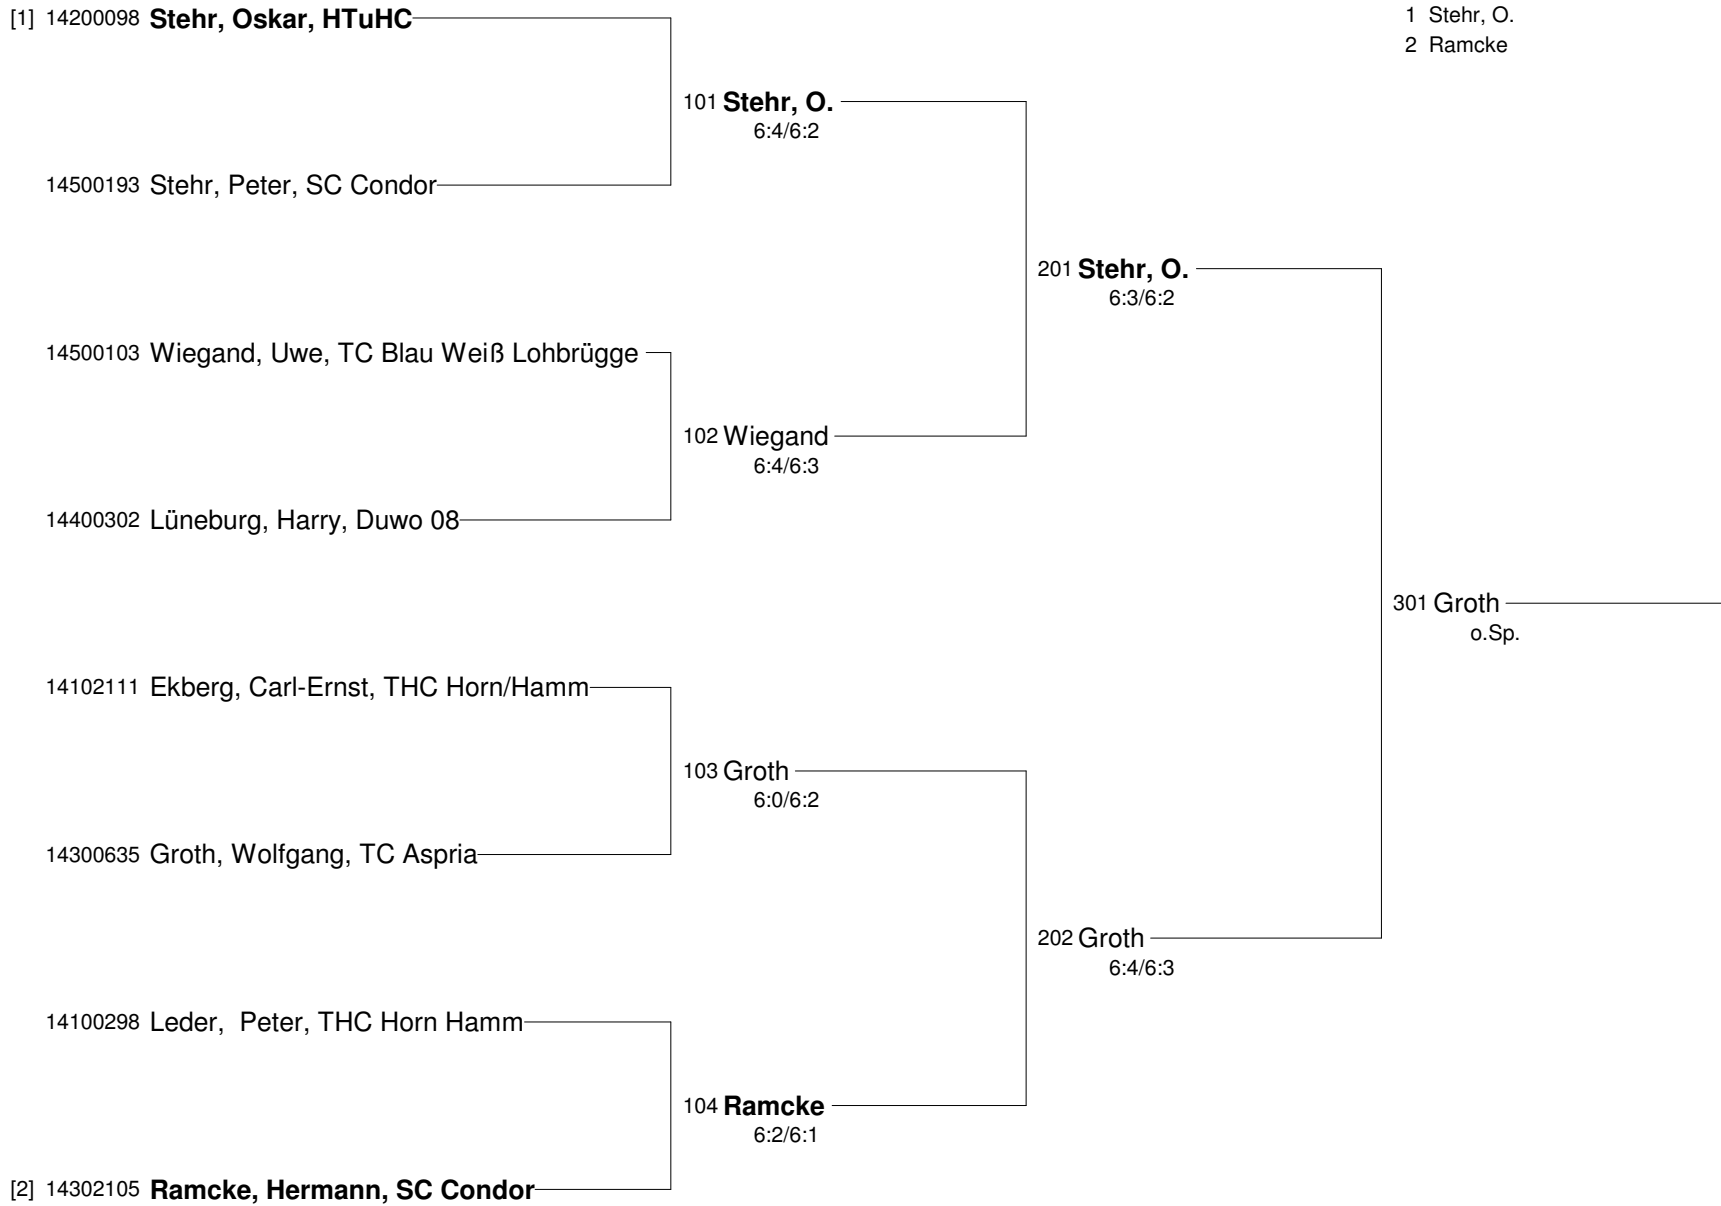 [1] 14200098 Stehr, Oskar, HTuHC
1 Stehr, O.
2 Ramcke
101 Stehr, O.
6:4/6:2
14500193 Stehr, Peter, SC Condor
201 Stehr, O.
6:3/6:2
14500103 Wiegand, Uwe, TC Blau Weiß Lohbrügge
102 Wiegand
6:4/6:3
14400302 Lüneburg, Harry, Duwo 08
301 Groth
o.Sp.
14102111 Ekberg, Carl-Ernst, THC Horn/Hamm
103 Groth
6:0/6:2
14300635 Groth, Wolfgang, TC Aspria
202 Groth
6:4/6:3
14100298 Leder,  Peter, THC Horn Hamm
104 Ramcke
6:2/6:1
[2] 14302105 Ramcke, Hermann, SC Condor